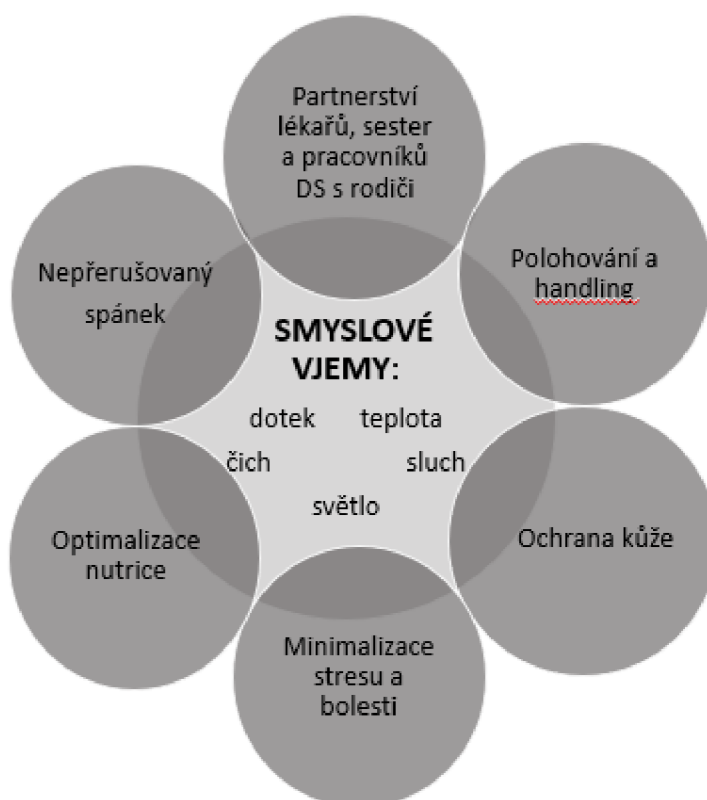 Partnerství
lékařů, sester
a pracovníků
DS s rodiči
Polohování a
handling
Ochrana kůže
Minimalizace
stresu a
bolesti
Optimalizace
nutrice
Nepřerušovaný
spánek
SMYSLOVÉ
VJEMY:
dotek teplota
čich sluch
světlo